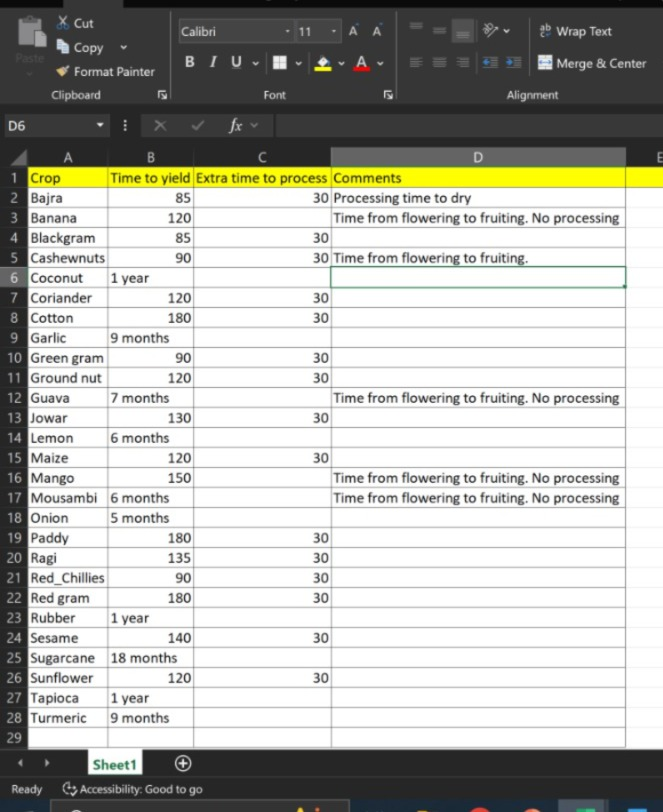 Cut
Calibri 11 A A ab Wrap Text
Copy
Paste
Format Painter B I U A Merge & Center
Clipboard Font Alignment
D6 fx
A B C D E
1 Crop Time to yield Extra time to process Comments
2 Bajra 85 30 Processing time to dry
3 Banana 120 Time from flowering to fruiting. No processing
4 Blackgram 85 30
5 Cashewnuts 90 30 Time from flowering to fruiting.
6 Coconut 1 year
7 Coriander 120 30
8 Cotton 180 30
9 Garlic 9 months
10 Green gram 90 30
11 Ground nut 120 30
12 Guava 7 months Time from flowering to fruiting. No processing
13 Jowar 130 30
14 Lemon 6 months
15 Maize 120 30
16 Mango 150 Time from flowering to fruiting. No processing
17 Mousambi 6 months Time from flowering to fruiting. No processing
18 Onion 5 months
19 Paddy 180 30
20 Ragi 135 30
21 Red_Chillies 90 30
22 Red gram 180 30
23 Rubber 1 year
24 Sesame 140 30
25 Sugarcane 18 months
26 Sunflower 120 30
27 Tapioca 1 year
28 Turmeric 9 months
29
Sheet1
Ready Accessibility: Good to go